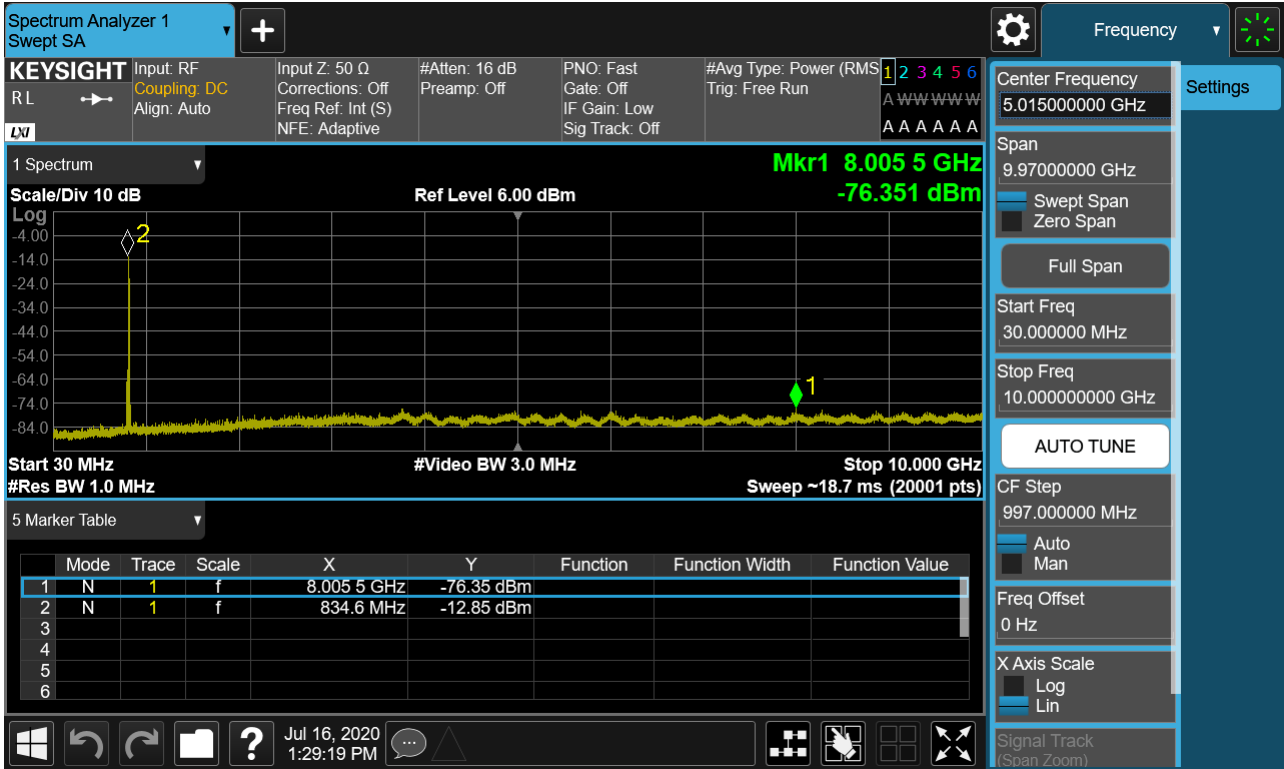 Spectrum Analyzer 1
Swept SA
+
Frequency
KEYSIGHT
R L
LXI
Input: RF
Coupling: DC
Align: Auto
Input Z: 50 Ω
Corrections: Off
Freq Ref: Int (S)
NFE: Adaptive
#Atten: 16 dB
Preamp: Off
PNO: Fast
Gate: Off
IF Gain: Low
Sig Track: Off
#Avg Type: Power (RMS
Trig: Free Run
1 2 3 4 5 6
A W W W W W
A A A A A A
1 Spectrum
Mkr1 8.005 5 GHz
-76.351 dBm
Scale/Div 10 dB
Ref Level 6.00 dBm
Log
-4.00
-14.0
-24.0
-34.0
-44.0
-54.0
-64.0
-74.0
-84.0
2
1
Start 30 MHz
#Video BW 3.0 MHz
Stop 10.000 GHz
#Res BW 1.0 MHz
Sweep ~18.7 ms (20001 pts)
5 Marker Table
Mode Trace Scale X Y Function Function Width Function Value
1 N 1 f 8.005 5 GHz -76.35 dBm
2 N 1 f 834.6 MHz -12.85 dBm
3
4
5
6
?
Jul 16, 2020
1:29:19 PM
Center Frequency
5.015000000 GHz
Settings
Span
9.97000000 GHz
Swept Span
Zero Span
Full Span
Start Freq
30.000000 MHz
Stop Freq
10.000000000 GHz
AUTO TUNE
CF Step
997.000000 MHz
Auto
Man
Freq Offset
0 Hz
X Axis Scale
Log
Lin
Signal Track
(Span Zoom)